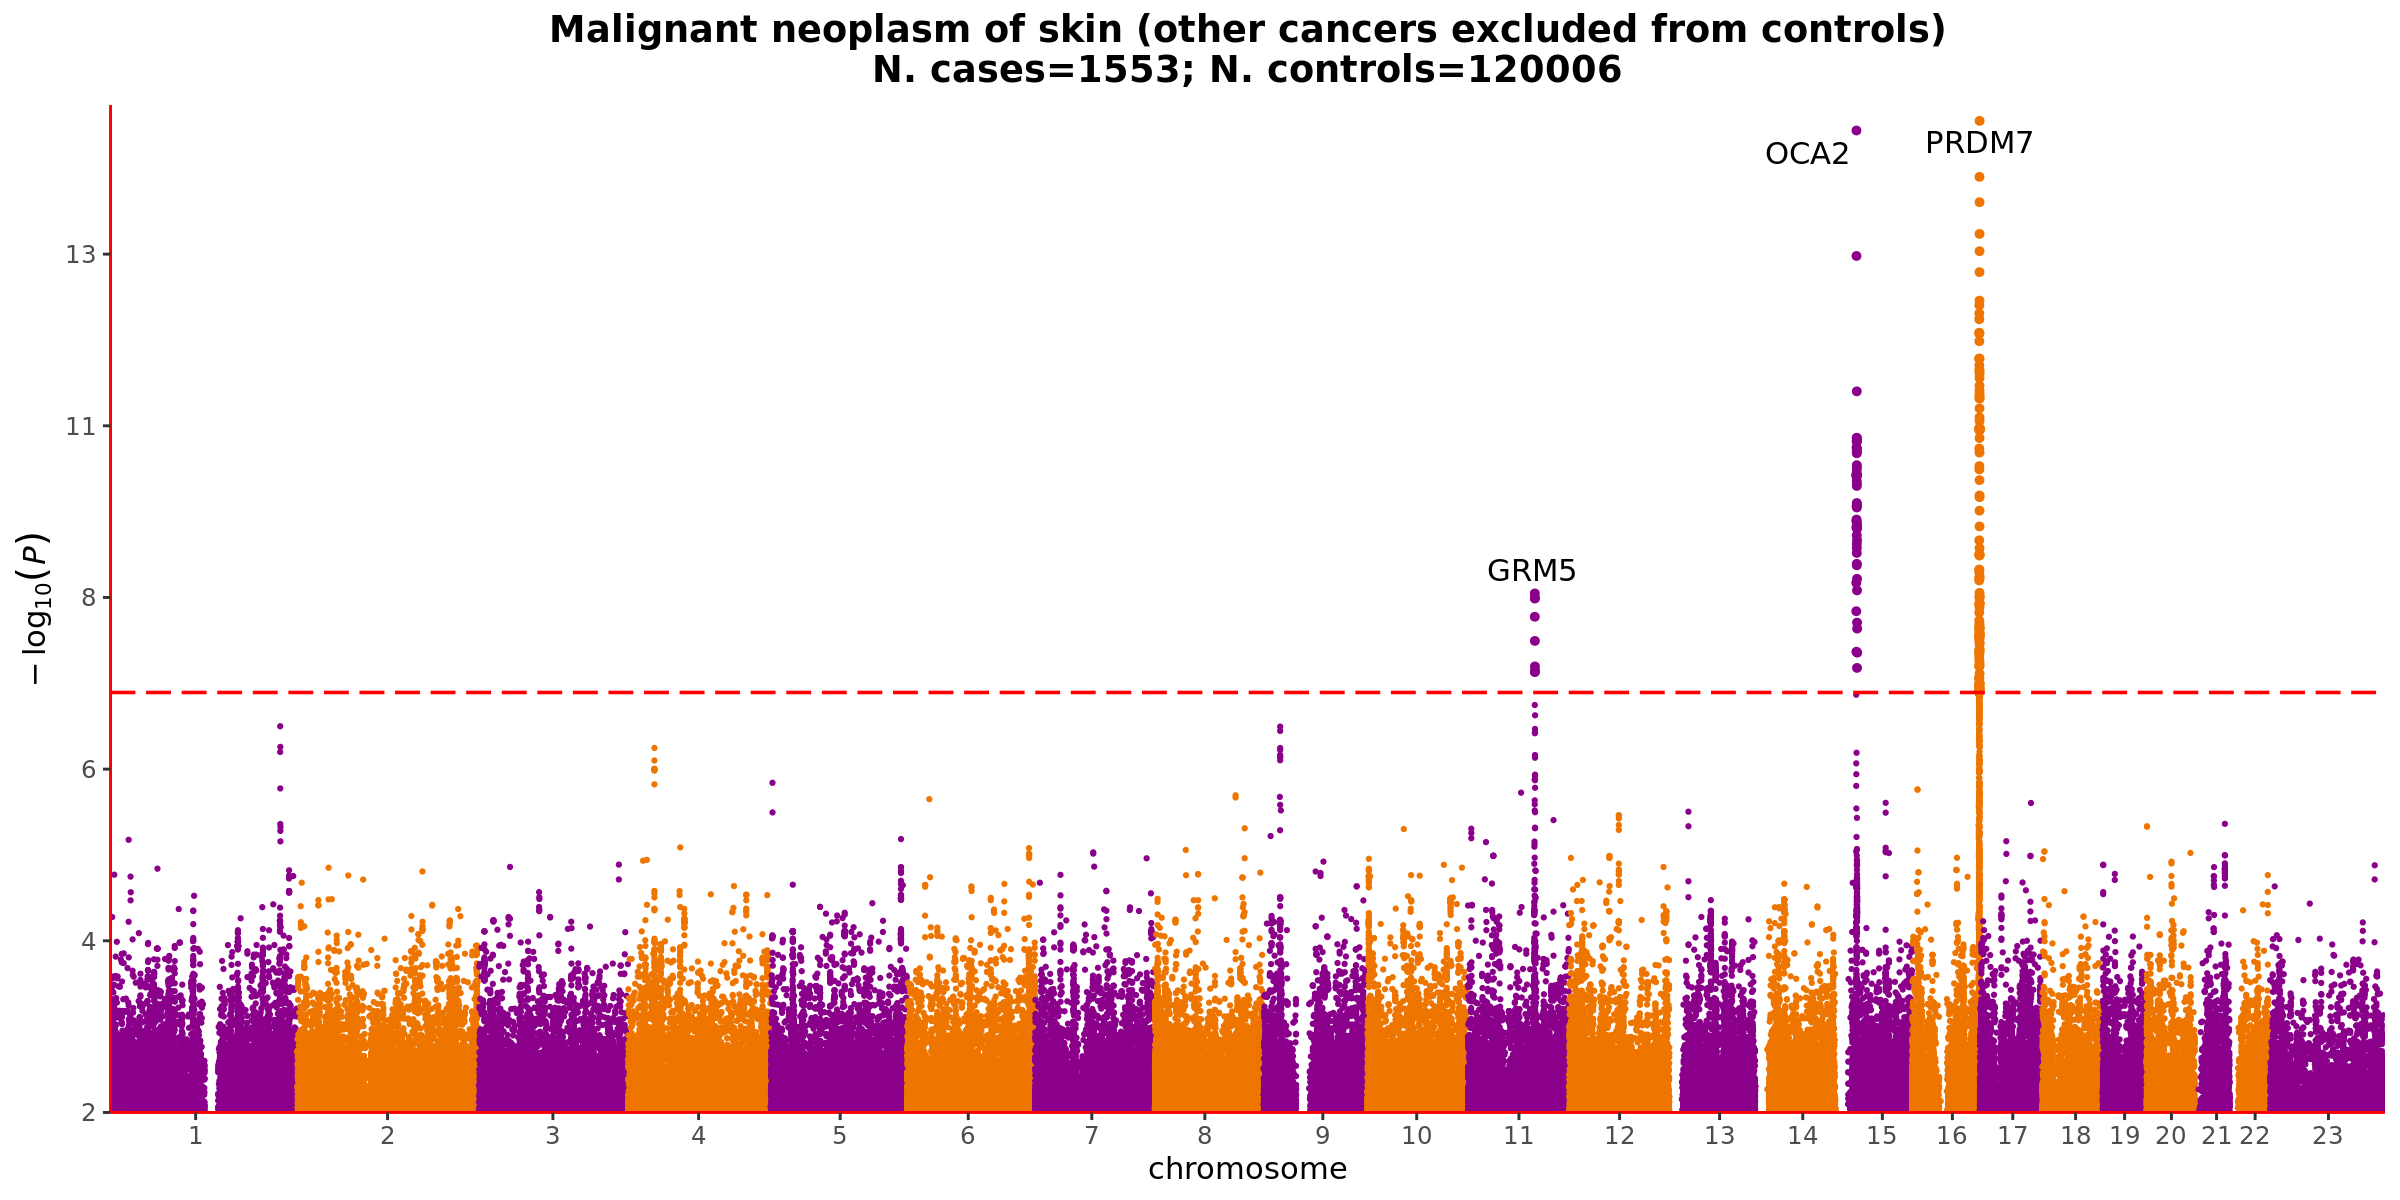 Malignant neoplasm of skin (other cancers excluded from controls)
N. cases=1553; N. controls=120006
OCA2
PRDM7
GRM5
13
11
8
6
4
2
−log10(P)
1 2 3 4 5 6 7 8 9 10 11 12 13 14 15 16 17 18 19 20 21 22 23
chromosome